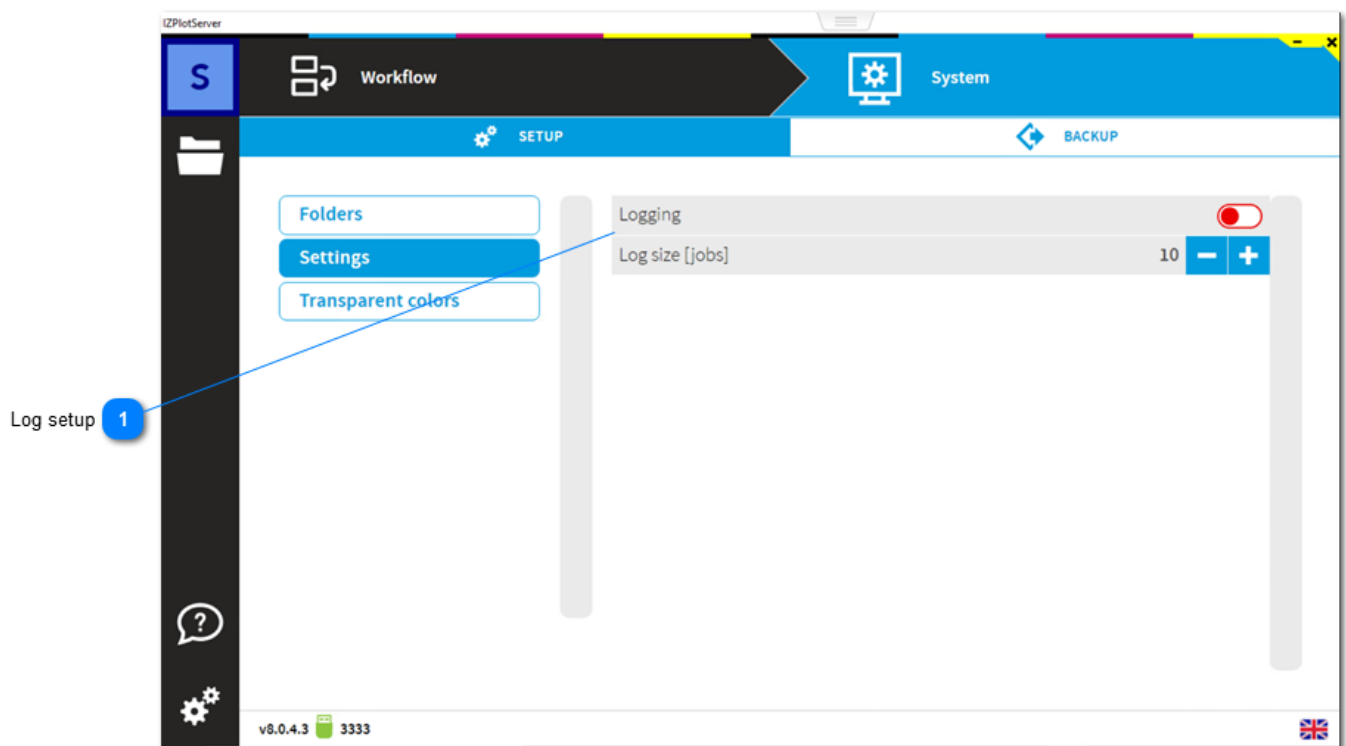 IZPlotServer
S
Workflow
System
SETUP
BACKUP
Folders
Logging
Settings
Log size [jobs] 10
Transparent colors
Log setup 1
v8.0.4.3 3333